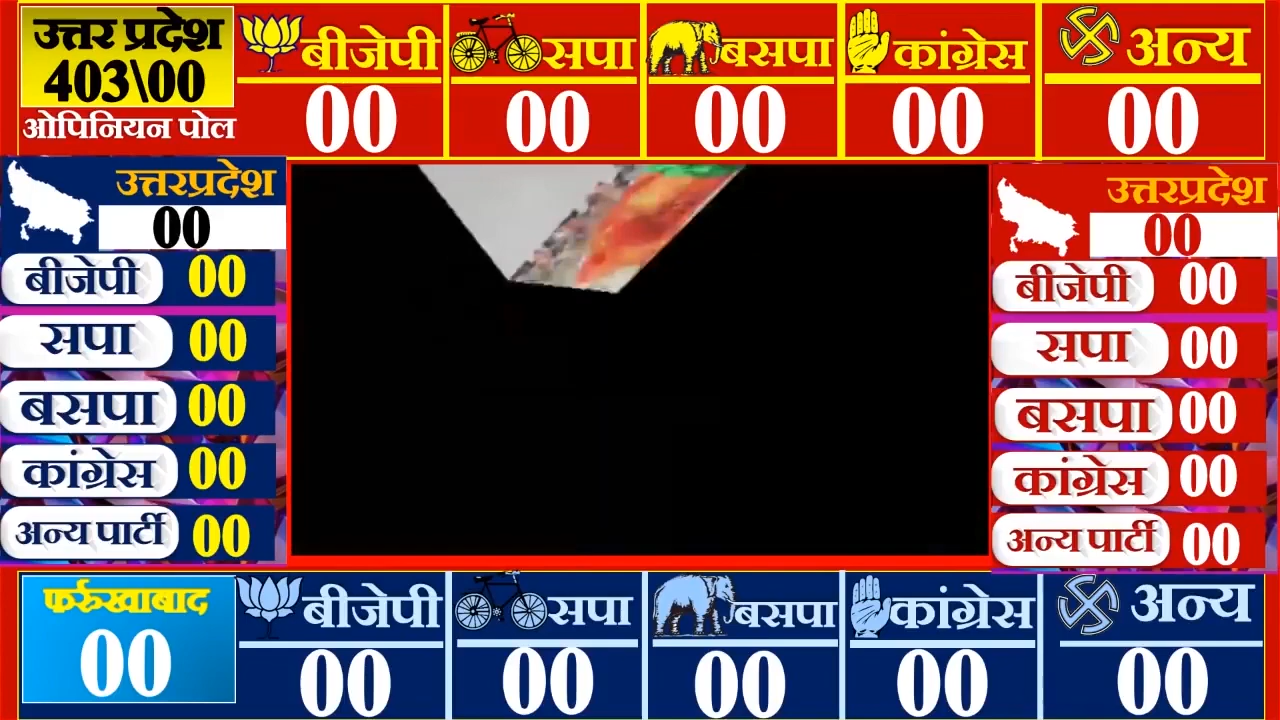 उत्तर प्रदेश
403\00
ओपिनियन पोल
बीजेपी
00
सपा
00
बसपा
00
कांग्रेस
00
अन्य
00
उत्तरप्रदेश
00
बीजेपी 00
सपा 00
बसपा 00
कांग्रेस 00
अन्य पार्टी 00
उत्तरप्रदेश
00
बीजेपी 00
सपा 00
बसपा 00
कांग्रेस 00
अन्य पार्टी 00
फर्रुखाबाद
00
बीजेपी
00
सपा
00
बसपा
00
कांग्रेस
00
अन्य
00